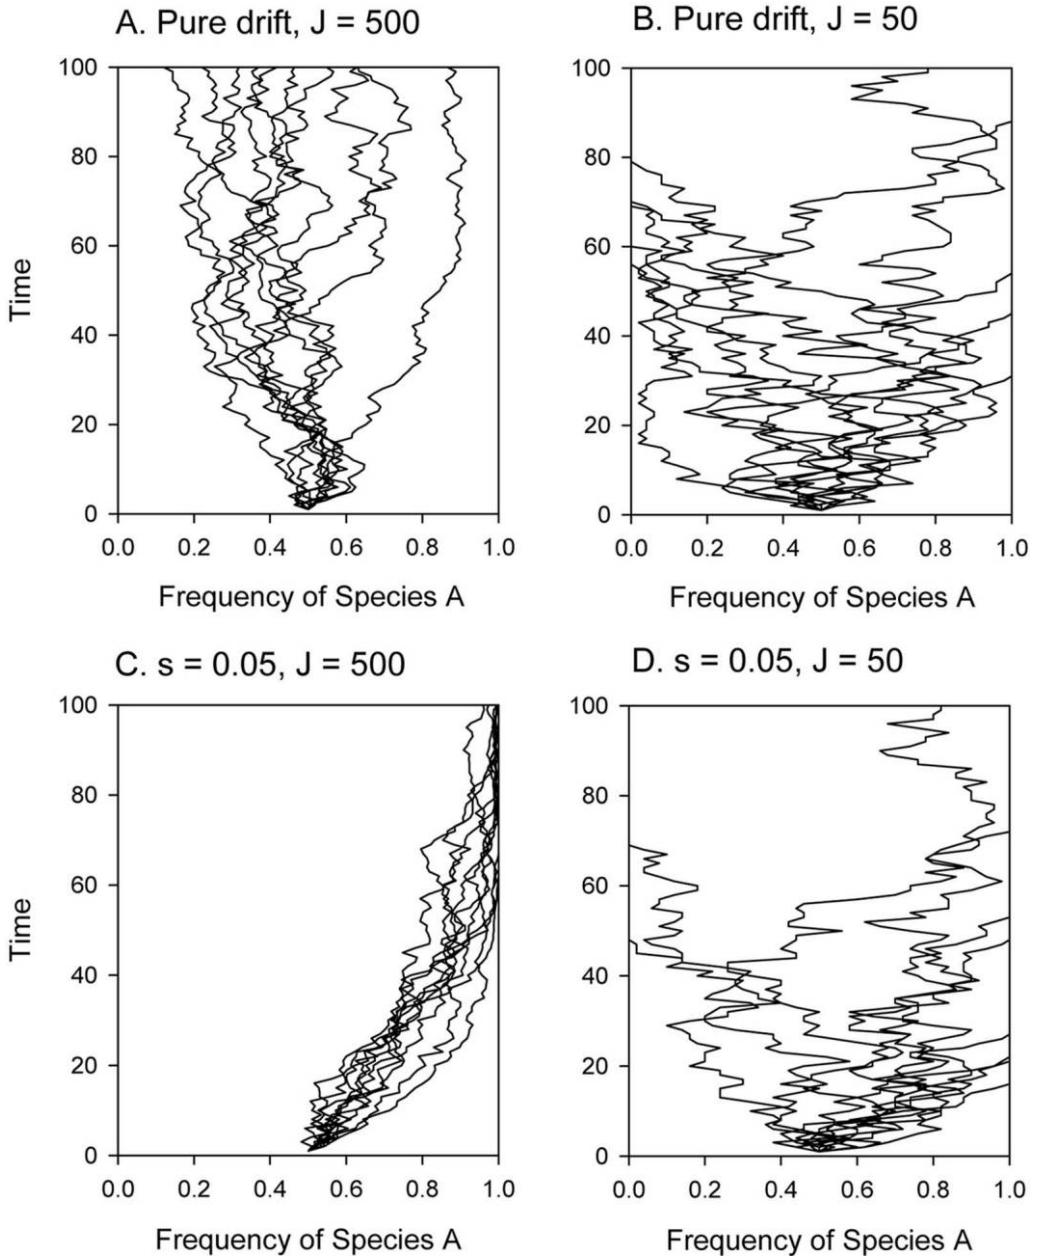 A. Pure drift, J = 500
B. Pure drift, J = 50
100
80
60
40
20
0
Time
0.0 0.2 0.4 0.6 0.8 1.0
Frequency of Species A
100
80
60
40
20
0
0.0 0.2 0.4 0.6 0.8 1.0
Frequency of Species A
C. s = 0.05, J = 500
D. s = 0.05, J = 50
100
80
60
40
20
0
Time
0.0 0.2 0.4 0.6 0.8 1.0
Frequency of Species A
100
80
60
40
20
0
0.0 0.2 0.4 0.6 0.8 1.0
Frequency of Species A